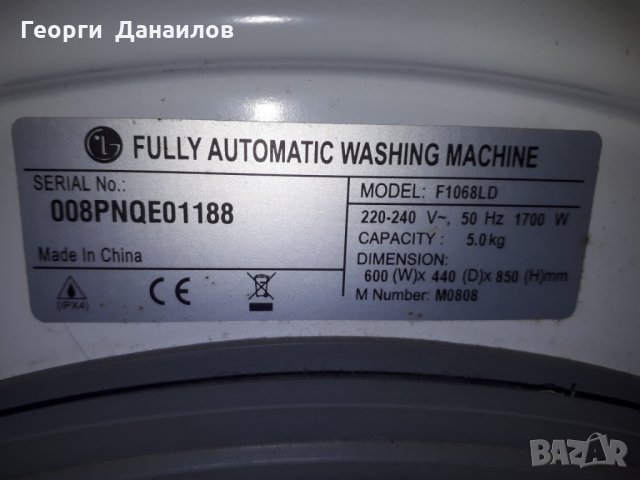 Георги Данаилов
LG FULLY AUTOMATIC WASHING MACHINE
SERIAL No.:
008PNQE01188
Made In China
(IPX4)
CE
MODEL: F1068LD
220-240 V~, 50 Hz 1700 W
CAPACITY : 5.0kg
DIMENSION:
600 (W)x 440 (D)x 850 (H)mm
M Number: M0808
BAZAR